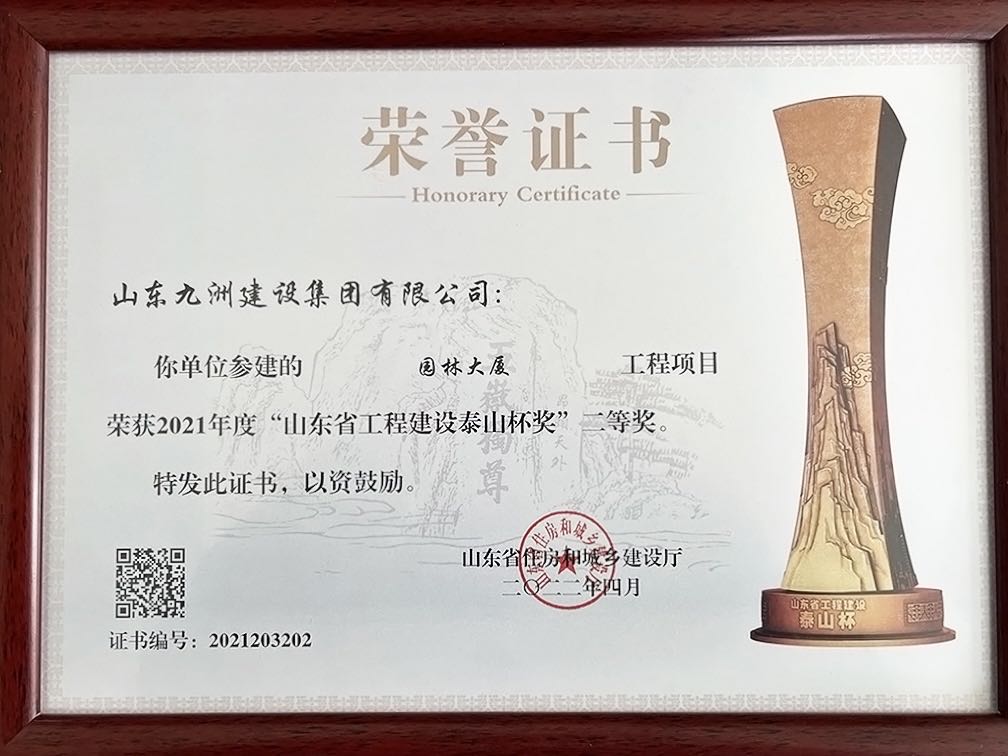 荣誉证书
Honorary Certificate
山东九洲建设集团有限公司:
你单位参建的 园林大厦 工程项目
荣获2021年度“山东省工程建设泰山杯奖”二等奖。
特发此证书，以资鼓励。
五嶽獨尊
山东省住房和城乡建设厅
二〇二二年四月
证书编号：2021203202
山东省工程建设
泰山杯